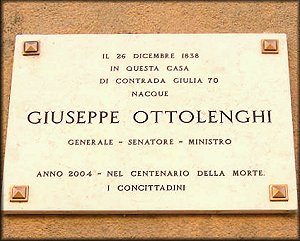 IL 26 DICEMBRE 1838
IN QUESTA CASA
DI CONTRADA GIULIA 70
NACQUE
GIUSEPPE OTTOLENGHI
GENERALE - SENATORE - MINISTRO
ANNO 2004 - NEL CENTENARIO DELLA MORTE.
I CONCITTADINI